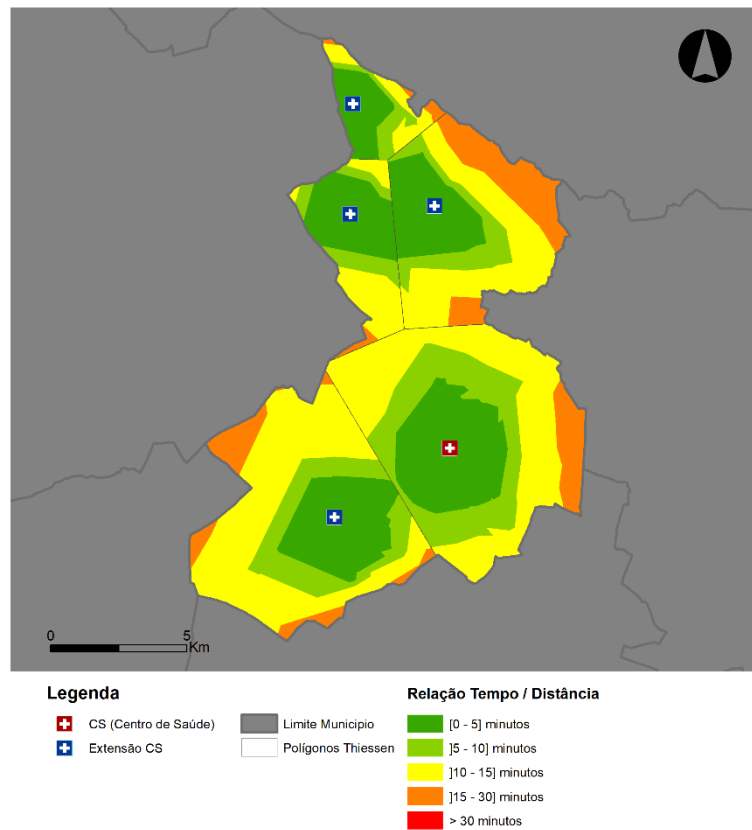 0 5
Km
Legenda
CS (Centro de Saúde)
Extensão CS
Limite Municipio
Polígonos Thiessen
Relação Tempo / Distância
[0 - 5] minutos
]5 - 10] minutos
]10 - 15] minutos
]15 - 30] minutos
> 30 minutos